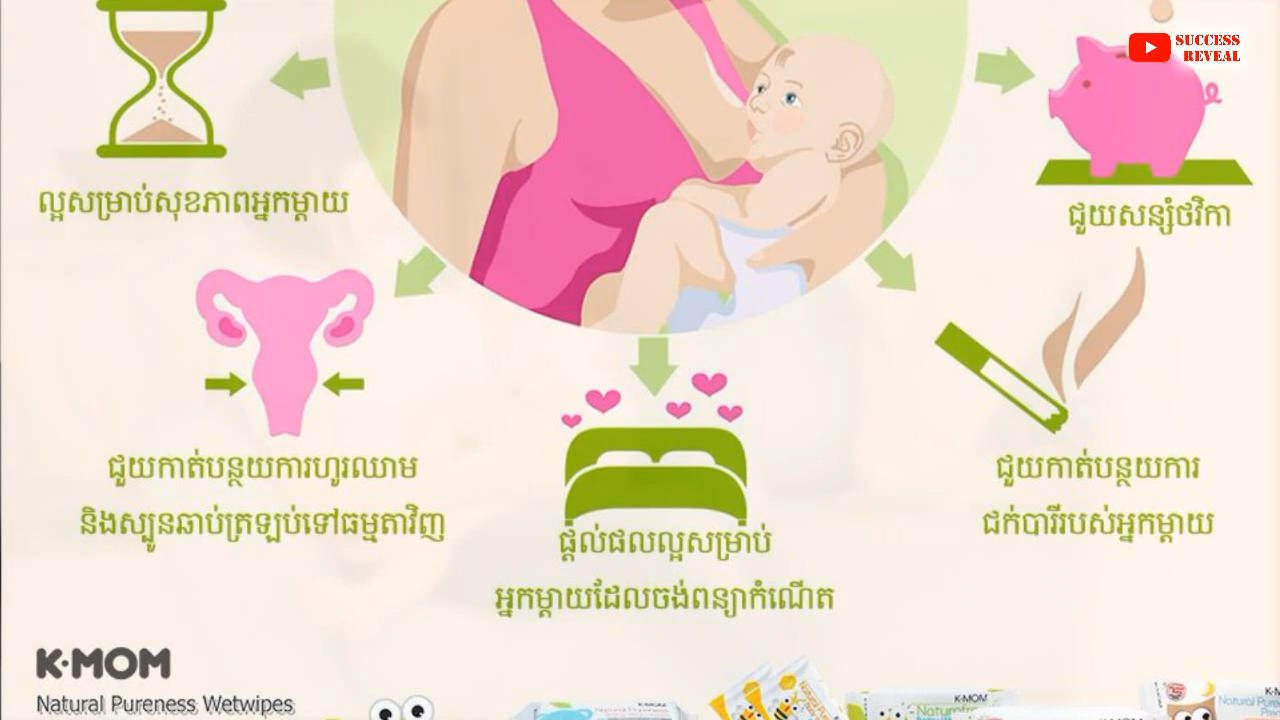 SUCCESS
REVEAL
ល្អសម្រាប់សុខភាពអ្នកម្ដាយ
ជួយសន្សំថវិកា
ជួយកាត់បន្ថយការហូរឈាម
និងស្បូនឆាប់ត្រឡប់ទៅធម្មតាវិញ
ផ្ដល់ផលល្អសម្រាប់
អ្នកម្ដាយដែលចង់ពន្យាកំណើត
ជួយកាត់បន្ថយការ
ជក់បារីរបស់អ្នកម្ដាយ
K·MOM
Natural Pureness Wetwipes
K-MOM